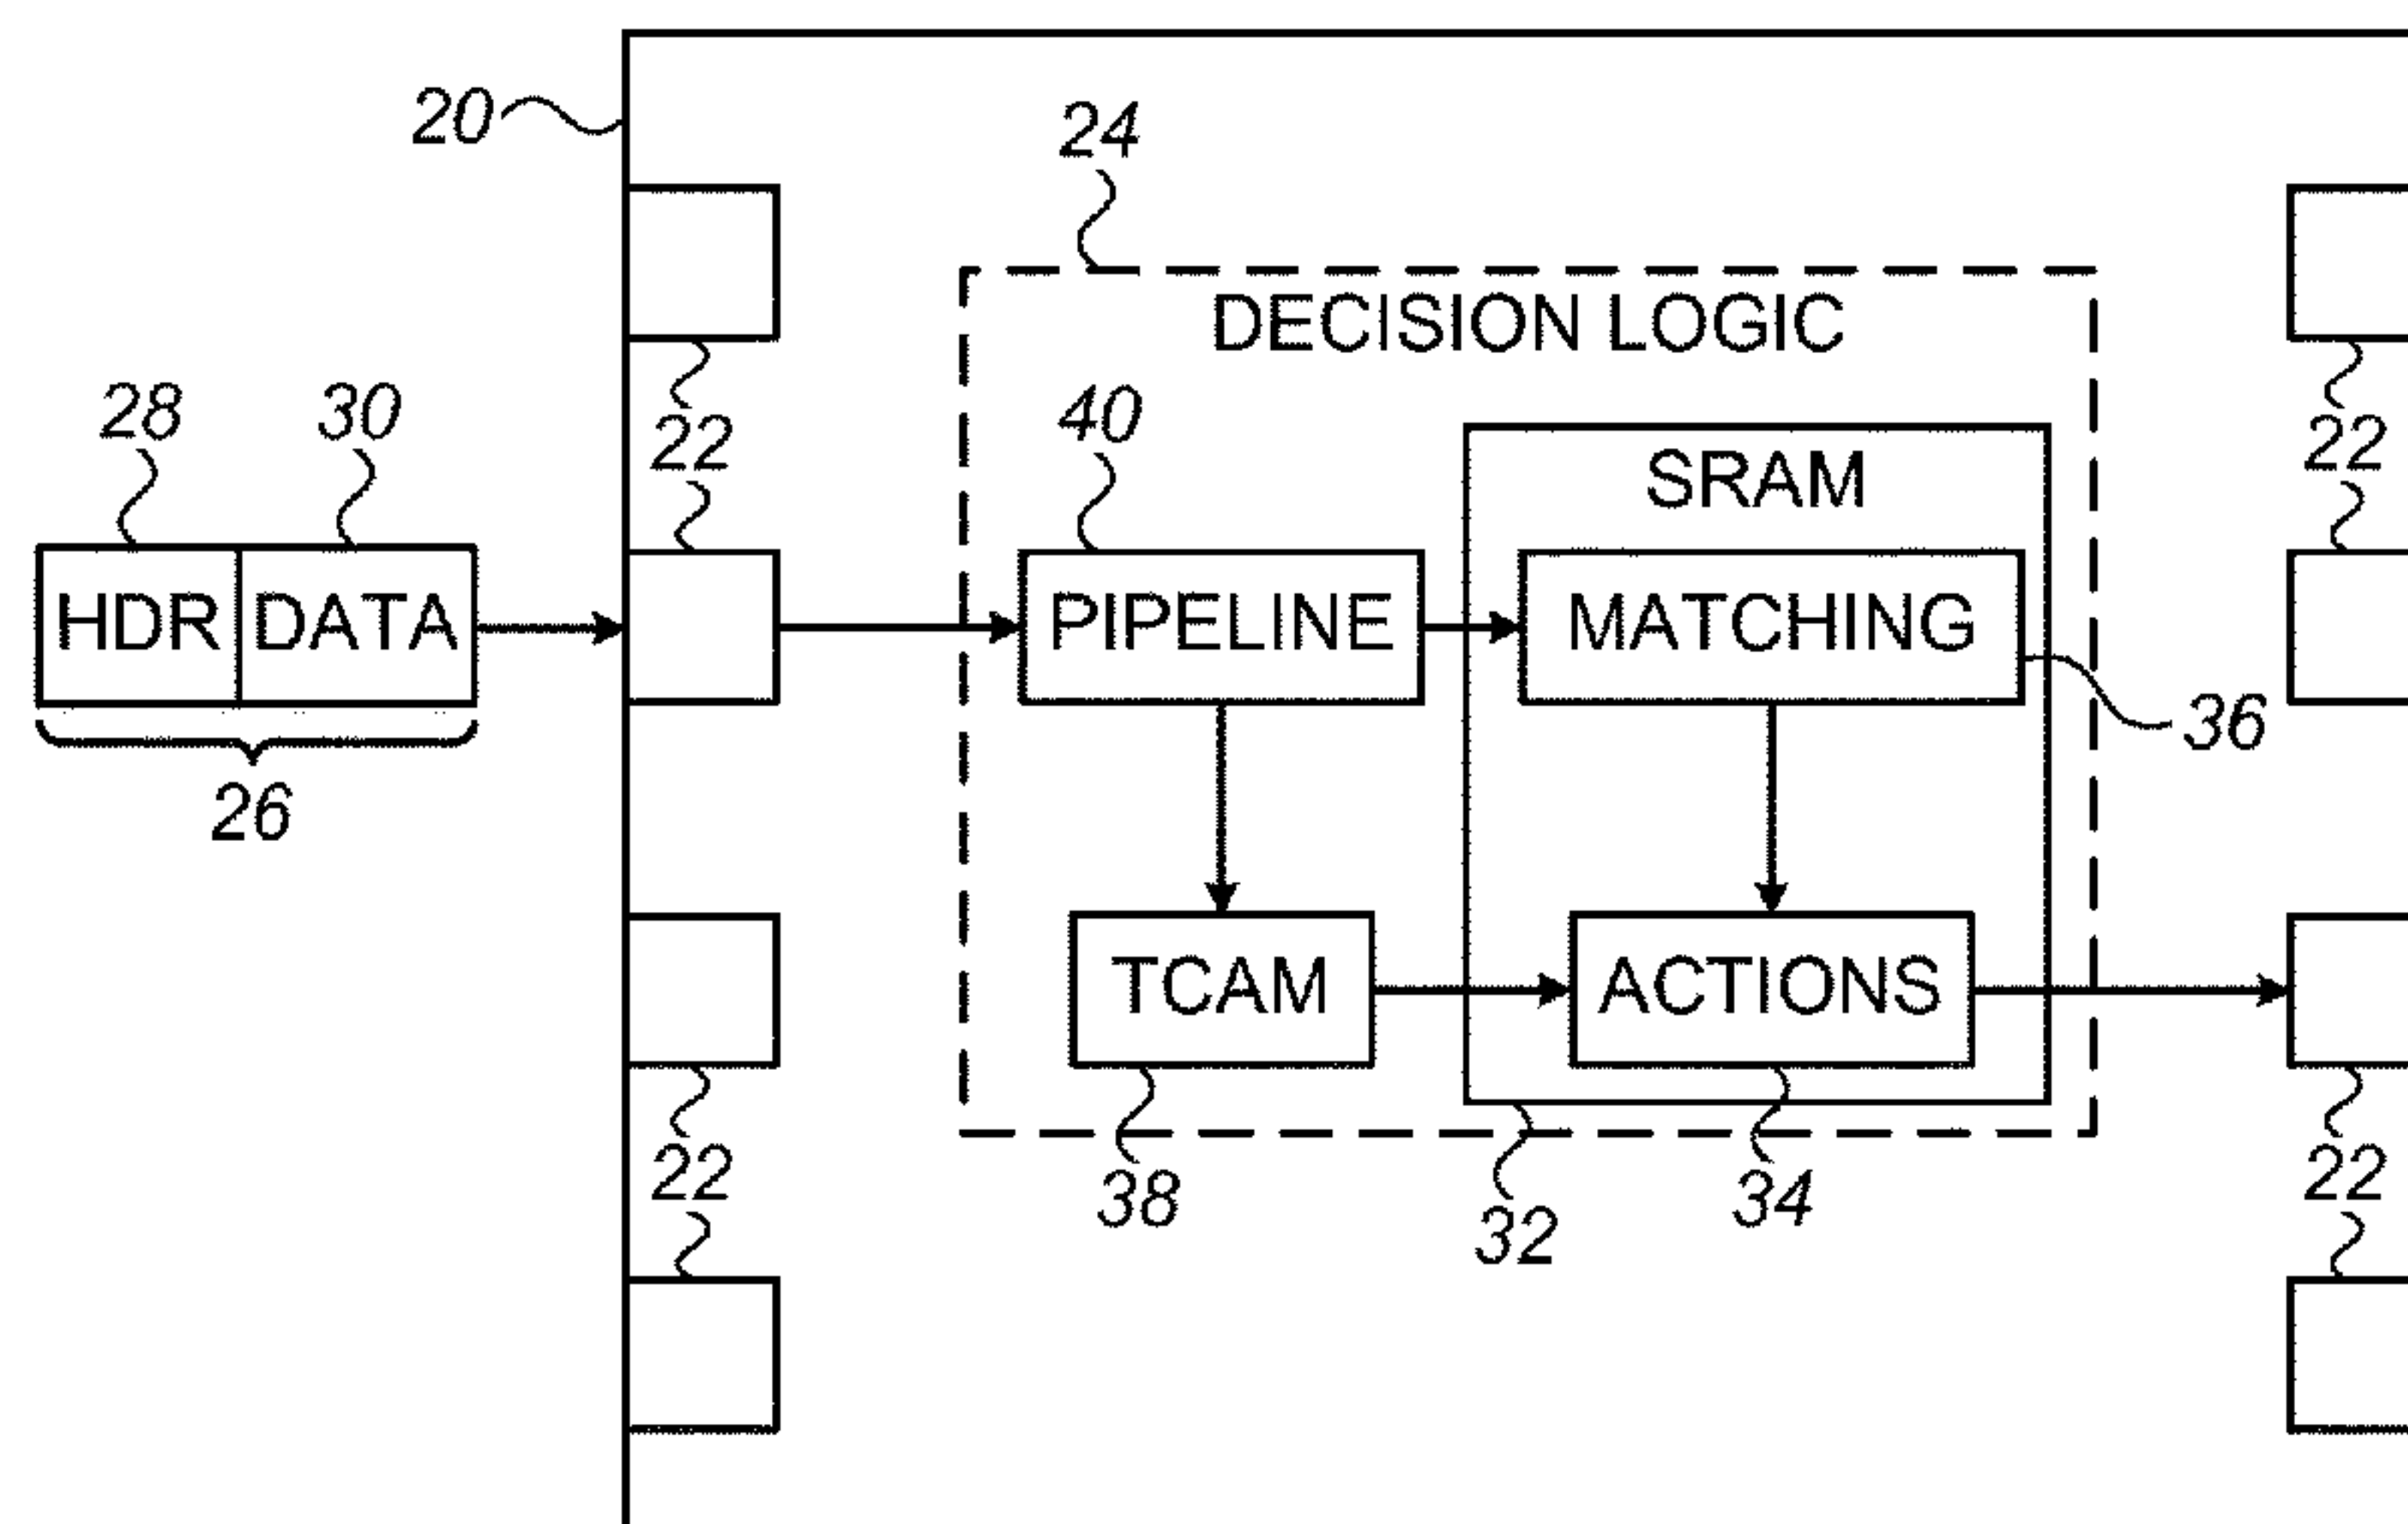 20
24
DECISION LOGIC
28
30
22
40
22
SRAM
HDR
DATA
PIPELINE
MATCHING
36
26
TCAM
ACTIONS
22
38
32
34
22